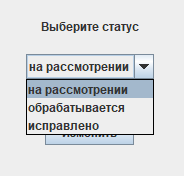 Выберите статус
на рассмотрении
на рассмотрении
обрабатывается
исправлено